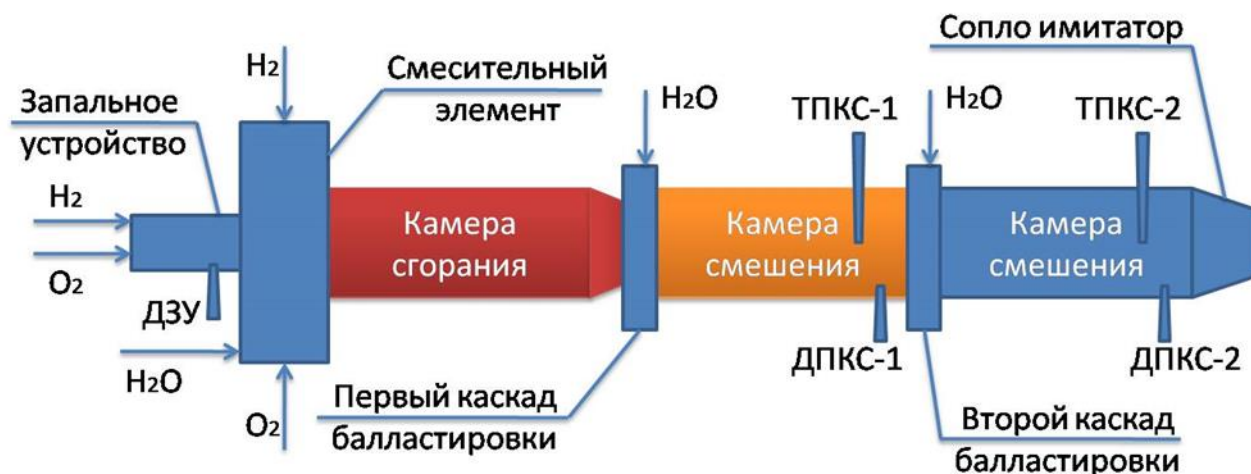 Сопло имитатор
H₂
Смесительный
элемент
H₂O
ТПКС-1
H₂O
ТПКС-2
Запальное
устройство
H₂
O₂
Камера
сгорания
Камера
смешения
Камера
смешения
ДЗУ
H₂O
O₂
ДПКС-1
ДПКС-2
Первый каскад
балластировки
Второй каскад
балластировки